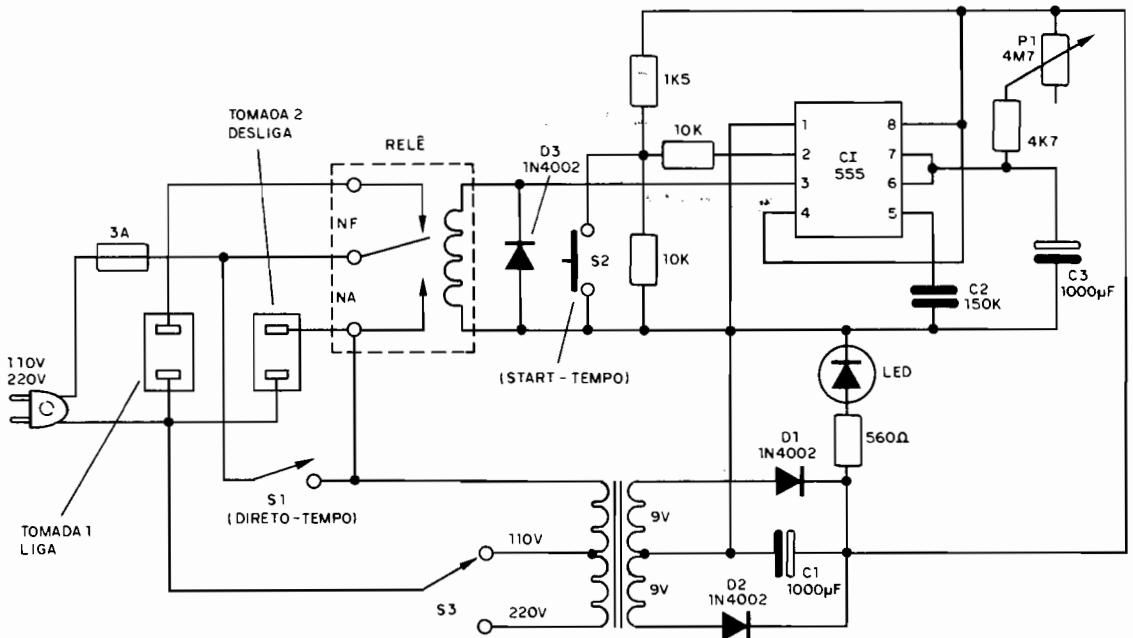 P1
4M7
1K5
TOMADA 2
DESLIGA
RELÊ
D3
1N4002
10K
1
2
3
4
CI
555
8
7
6
5
4K7
3A
NF
NA
S2
10K
C2
150K
C3
1000µF
110V
220V
(START-TEMPO)
LED
560Ω
D1
1N4002
S1
(DIRETO-TEMPO)
TOMADA 1
LIGA
9V
110V
C1
1000µF
S3
220V
9V
D2
1N4002